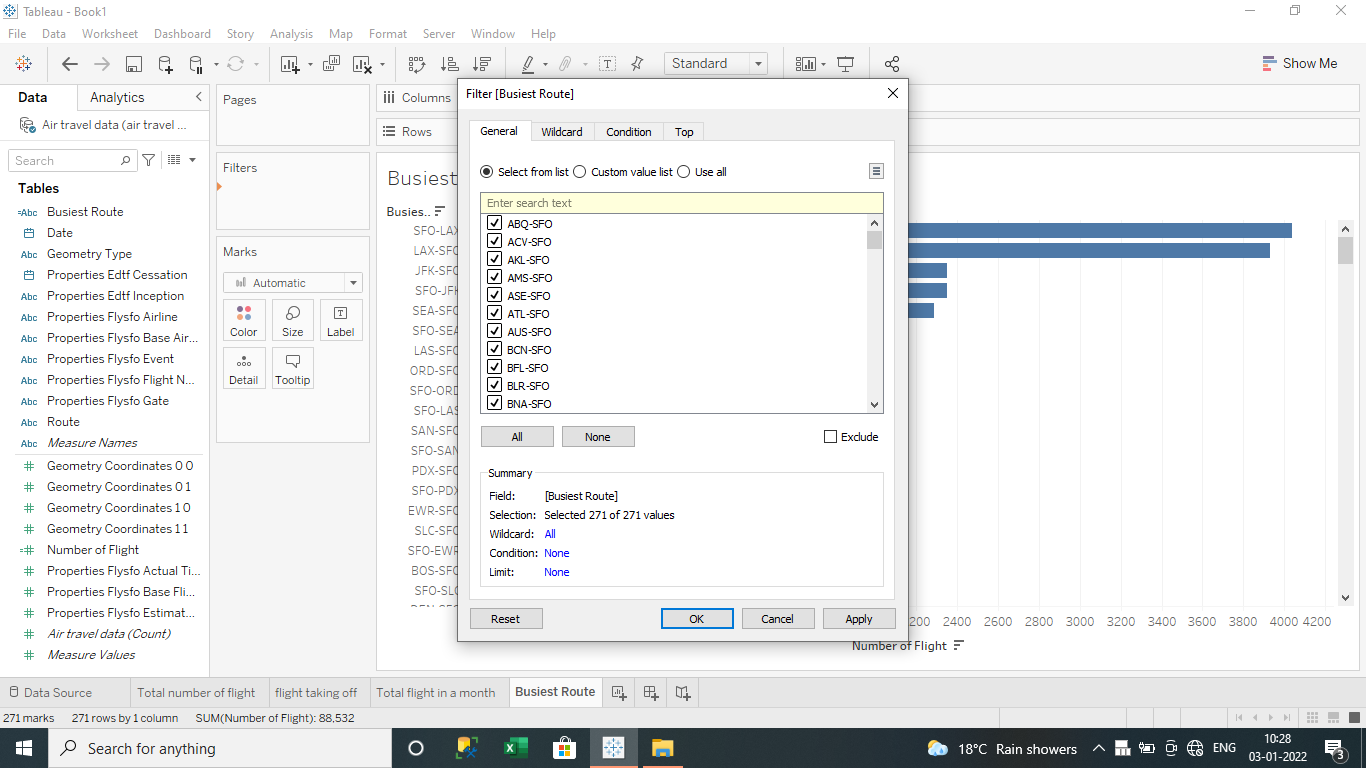 Tableau - Book1
File Data Worksheet Dashboard Story Analysis Map Format Server Window Help
Standard
Show Me
Data Analytics
Air travel data (air travel ...
Search
Tables
Busiest Route
Date
Abc Geometry Type
Properties Edtf Cessation
Properties Edtf Inception
Abc Properties Flysfo Airline
Abc Properties Flysfo Base Air...
Abc Properties Flysfo Event
Abc Properties Flysfo Flight N...
Abc Properties Flysfo Gate
Abc Route
Abc Measure Names
Geometry Coordinates 0 0
Geometry Coordinates 0 1
Geometry Coordinates 1 0
Geometry Coordinates 1 1
Number of Flight
Properties Flysfo Actual Ti...
Properties Flysfo Base Fli...
Properties Flysfo Estimat...
Air travel data (Count)
Measure Values
Pages
Filters
Marks
Automatic
Color Size Label
Detail Tooltip
Columns
Rows
Busiest
Busies..
SFO-LAX
LAX-SFO
JFK-SFO
SFO-JFK
SEA-SFO
SFO-SEA
LAS-SFO
ORD-SFO
SFO-ORD
SFO-LAS
SAN-SFO
SFO-SAN
PDX-SFO
SFO-PDX
EWR-SFO
SLC-SFO
SFO-EWR
BOS-SFO
SFO-SLC
DEN-SFO
Filter [Busiest Route]
General Wildcard Condition Top
Select from list Custom value list Use all
Enter search text
ABQ-SFO
ACV-SFO
AKL-SFO
AMS-SFO
ASE-SFO
ATL-SFO
AUS-SFO
BCN-SFO
BFL-SFO
BLR-SFO
BNA-SFO
All None Exclude
Summary
Field: [Busiest Route]
Selection: Selected 271 of 271 values
Wildcard: All
Condition: None
Limit: None
Reset OK Cancel Apply
200 2400 2600 2800 3000 3200 3400 3600 3800 4000 4200
Number of Flight
Data Source Total number of flight flight taking off Total flight in a month Busiest Route
271 marks 271 rows by 1 column SUM(Number of Flight): 88,532
Search for anything
18°C Rain showers
ENG
10:28
03-01-2022
3